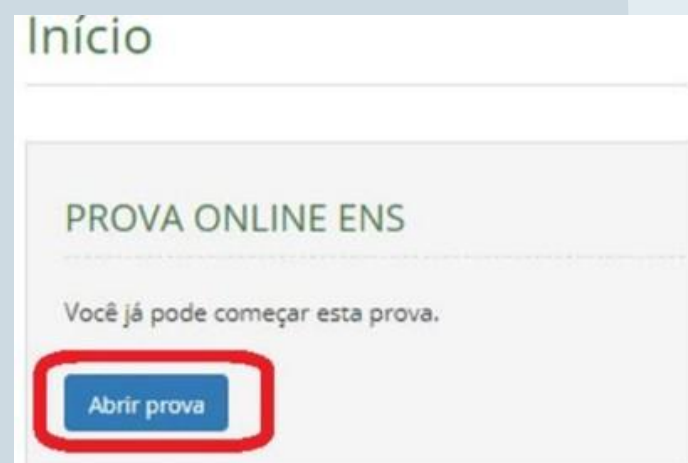 Início
PROVA ONLINE ENS
Você já pode começar esta prova.
Abrir prova